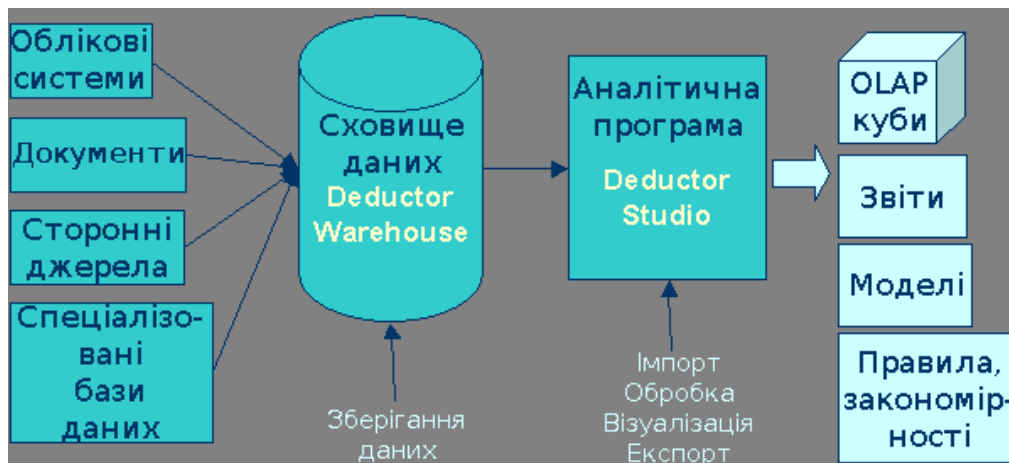 Облікові
системи
Документи
Сторонні
джерела
Спеціалізо-
вані
бази
даних
Сховище
даних
Deductor
Warehouse
Зберігання
даних
Аналітична
програма
Deductor
Studio
Імпорт
Обробка
Візуалізація
Експорт
OLAP
куби
Звіти
Моделі
Правила,
закономір-
ності